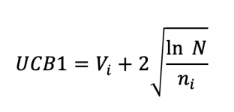 UCB1 = V_i + 2√(ln N / n_i)